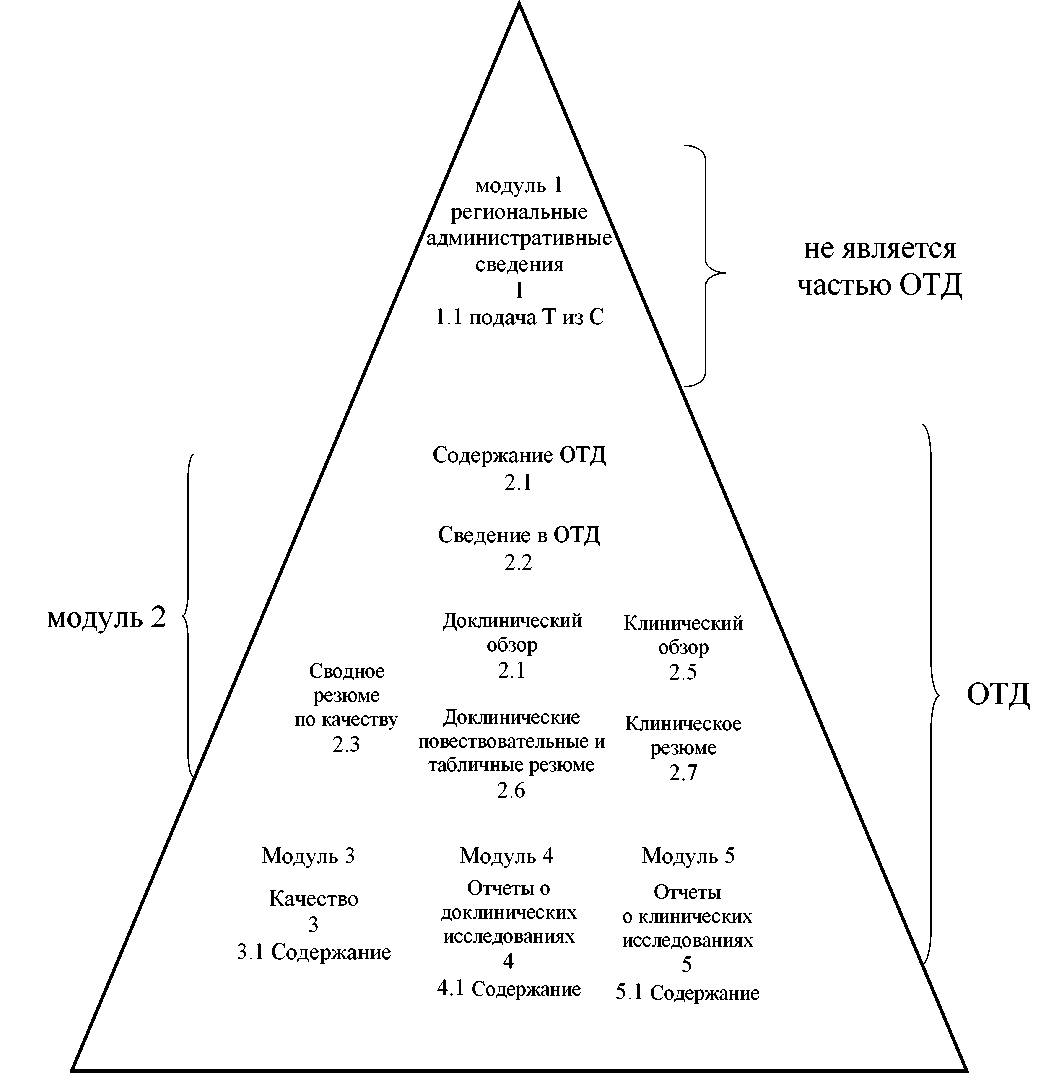 модуль 1
региональные
административные
сведения
1
1.1 подача Т из С
не является
частью ОТД
Содержание ОТД
2.1
Сведение в ОТД
2.2
модуль 2
Сводное
резюме
по качеству
2.3
Доклинический
обзор
2.1
Клинический
обзор
2.5
Доклинические
повествовательные и
табличные резюме
2.6
Клиническое
резюме
2.7
ОТД
Модуль 3
Качество
3
3.1 Содержание
Модуль 4
Отчеты о
доклинических
исследованиях
4
4.1 Содержание
Модуль 5
Отчеты
о клинических
исследованиях
5
5.1 Содержание